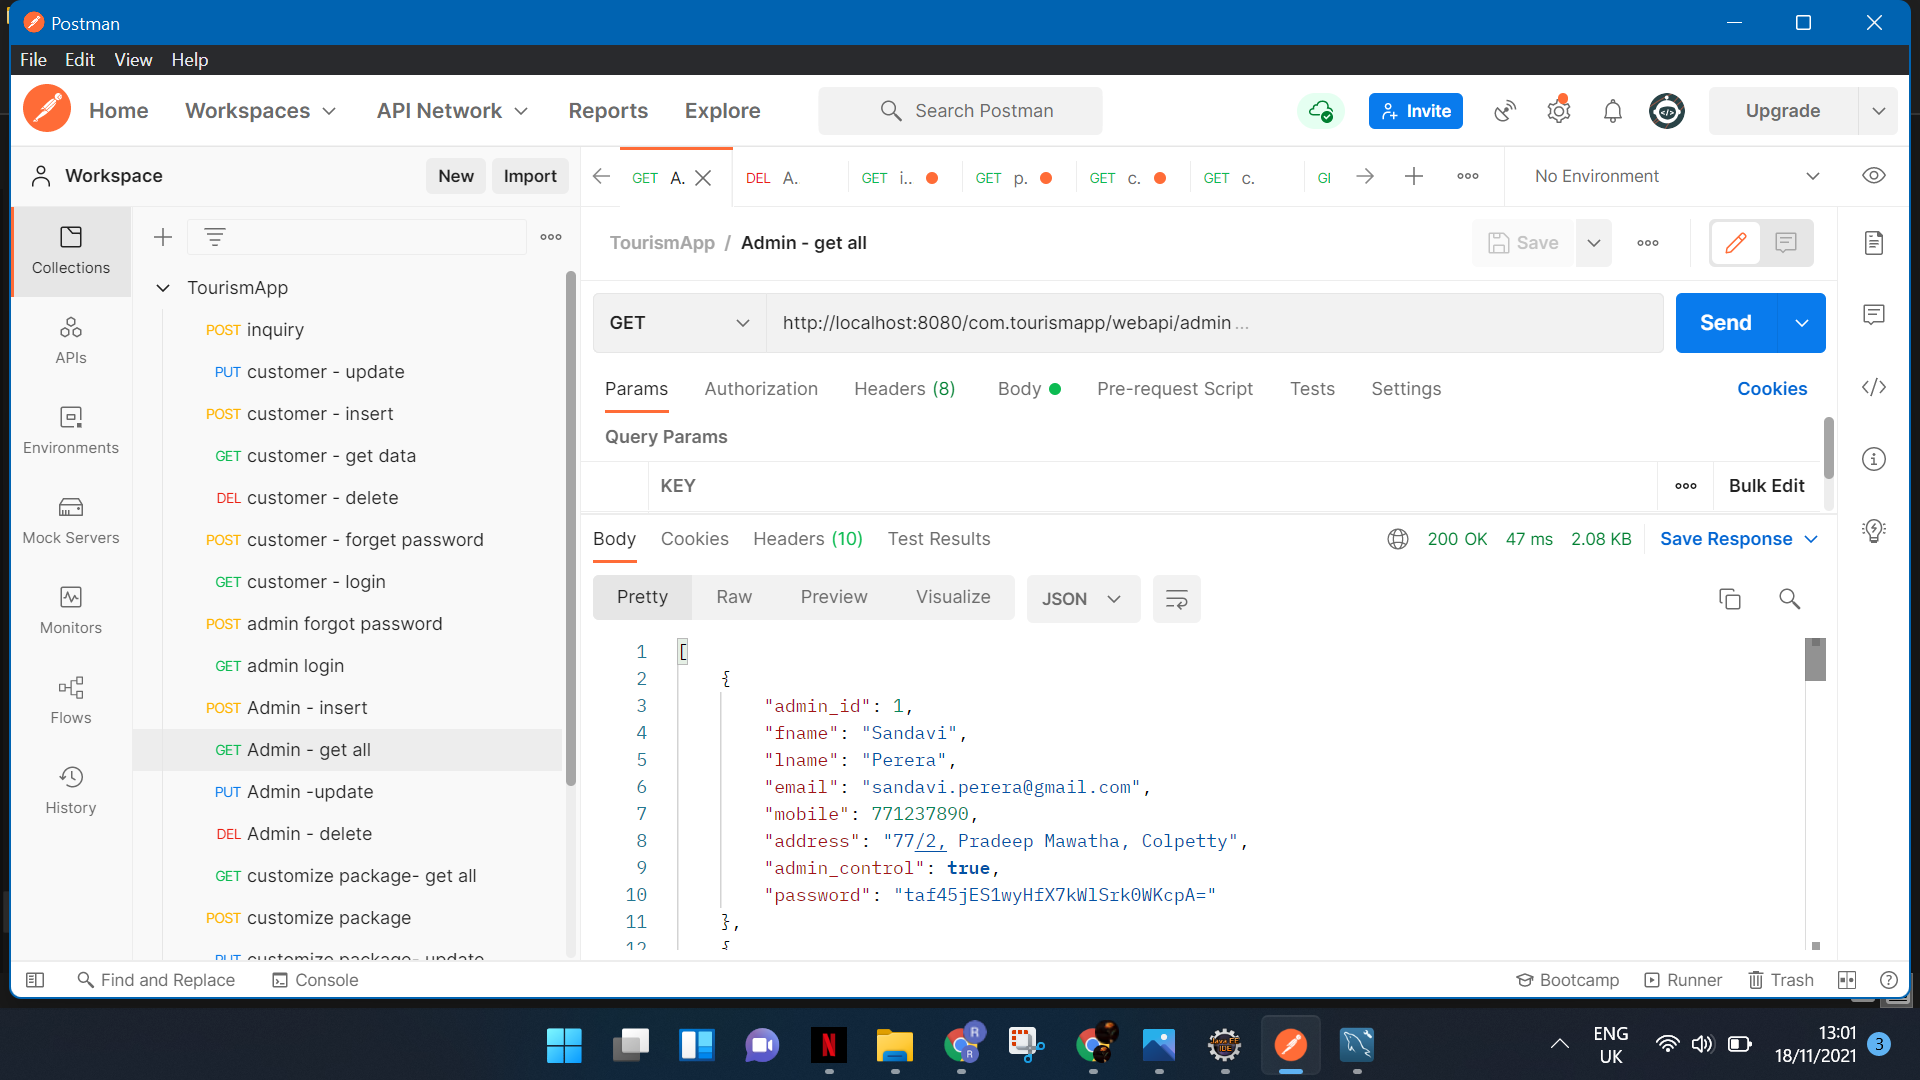 Postman
File Edit View Help
Home Workspaces API Network Reports Explore Search Postman Invite Upgrade
Workspace New Import GET A. DEL A. GET i.. GET p. GET c. GET c. GI No Environment
Collections
APIs
Environments
Mock Servers
Monitors
Flows
History
TourismApp
POST inquiry
PUT customer - update
POST customer - insert
GET customer - get data
DEL customer - delete
POST customer - forget password
GET customer - login
POST admin forgot password
GET admin login
POST Admin - insert
GET Admin - get all
PUT Admin -update
DEL Admin - delete
GET customize package- get all
POST customize package
PUT customize package- update
TourismApp / Admin - get all Save
GET http://localhost:8080/com.tourismapp/webapi/admin ... Send
Params Authorization Headers (8) Body Pre-request Script Tests Settings Cookies
Query Params
KEY Bulk Edit
Body Cookies Headers (10) Test Results 200 OK 47 ms 2.08 KB Save Response
Pretty Raw Preview Visualize JSON
1 [
2 {
3 "admin_id": 1,
4 "fname": "Sandavi",
5 "lname": "Perera",
6 "email": "sandavi.perera@gmail.com",
7 "mobile": 771237890,
8 "address": "77/2, Pradeep Mawatha, Colpetty",
9 "admin_control": true,
10 "password": "taf45jES1wyHfX7kWlSrk0WKcpA="
11 },
12 {
Find and Replace Console Bootcamp Runner Trash
ENG
UK
13:01
18/11/2021
3